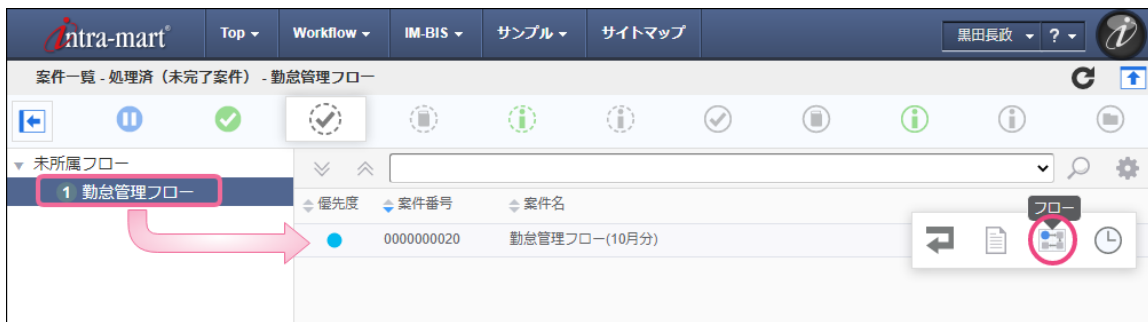 intra-mart® Top Workflow IM-BIS サンプル サイトマップ 黒田長政 ?
案件一覧 - 処理済（未完了案件） - 勤怠管理フロー
未所属フロー
1 勤怠管理フロー
優先度 案件番号 案件名
フロー
0000000020 勤怠管理フロー(10月分)